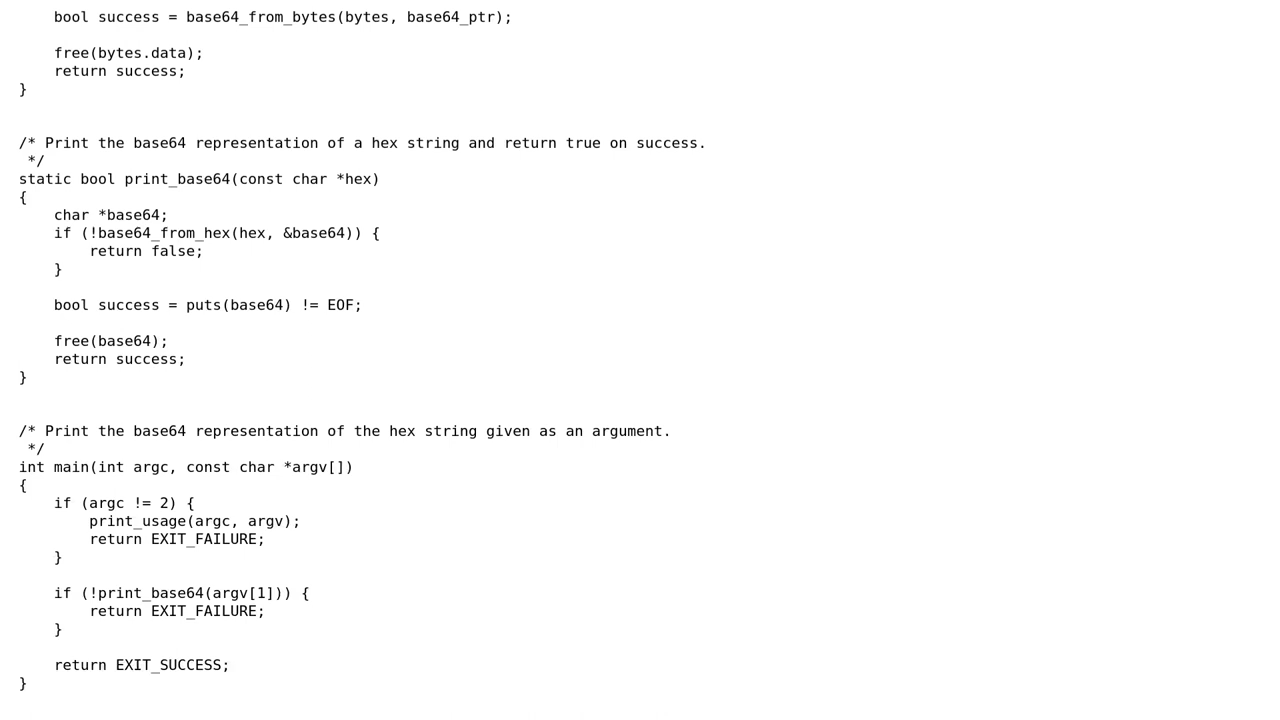 bool success = base64_from_bytes(bytes, base64_ptr);

    free(bytes.data);
    return success;
}


/* Print the base64 representation of a hex string and return true on success.
 */
static bool print_base64(const char *hex)
{
    char *base64;
    if (!base64_from_hex(hex, &base64)) {
        return false;
    }

    bool success = puts(base64) != EOF;

    free(base64);
    return success;
}


/* Print the base64 representation of the hex string given as an argument.
 */
int main(int argc, const char *argv[])
{
    if (argc != 2) {
        print_usage(argc, argv);
        return EXIT_FAILURE;
    }

    if (!print_base64(argv[1])) {
        return EXIT_FAILURE;
    }

    return EXIT_SUCCESS;
}